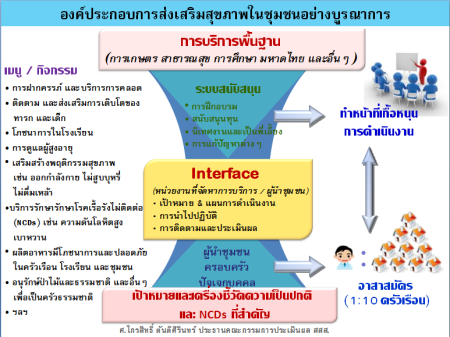 องค์ประกอบการส่งเสริมสุขภาพในชุมชนอย่างบูรณาการ
การบริการพื้นฐาน
(การเกษตร สาธารณสุข การศึกษา มหาดไทย และอื่นๆ)
เมนู / กิจกรรม
• การฝากครรภ์ และบริการการคลอด
• ติดตาม และส่งเสริมการเติบโตของ
ทารก และเด็ก
• โภชนาการในโรงเรียน
• การดูแลผู้สูงอายุ
• เสริมสร้างพฤติกรรมสุขภาพ
เช่น ออกกำลังกาย ไม่สูบบุหรี่
ไม่ดื่มเหล้า
•บริการรักษารักษาโรคเรื้อรังไม่ติดต่อ
(NCDs) เช่น ความดันโลหิตสูง
เบาหวาน
• ผลิตอาหารมีโภชนาการและปลอดภัย
ในครัวเรือน โรงเรียน และชุมชน
• อนุรักษ์ป่าไม้และธรรมชาติ และอื่นๆ
เพื่อเป็นครัวธรรมชาติ
• ฯลฯ
ระบบสนับสนุน
• การฝึกอบรม
• สนับสนุนทุน
• นิเทศงานและเป็นพี่เลี้ยง
• การแก้ปัญหาต่างๆ
Interface
(หน่วยงานที่จัดหาการบริการ / ผู้นำชุมชน)
• เป้าหมาย & แผนการดำเนินงาน
• การนำไปปฏิบัติ
• การติดตามและประเมินผล
ผู้นำชุมชน
ครอบครัว
ปัจเจกบุคคล
เป้าหมายและเครื่องชี้วัดความเป็นปกติ
และ NCDs ที่สำคัญ
ทำหน้าที่เกื้อหนุน
การดำเนินงาน
อาสาสมัคร
(1:10 ครัวเรือน)
ศ.ไกรสิทธิ์ ตันติศิรินทร์ ประธานคณะกรรมการประเมินผล สสส.